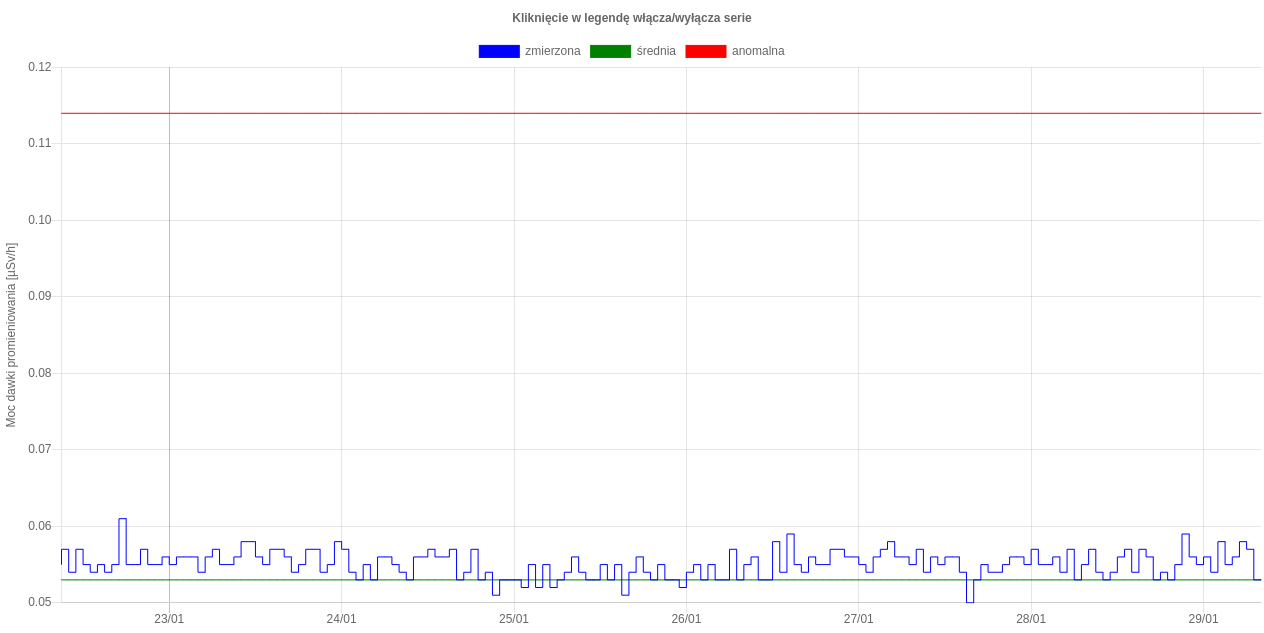 Kliknięcie w legendę włącza/wyłącza serie
zmierzona średnia anomalna
Moc dawki promieniowania [µSv/h]
0.12
0.11
0.10
0.09
0.08
0.07
0.06
0.05
23/01 24/01 25/01 26/01 27/01 28/01 29/01